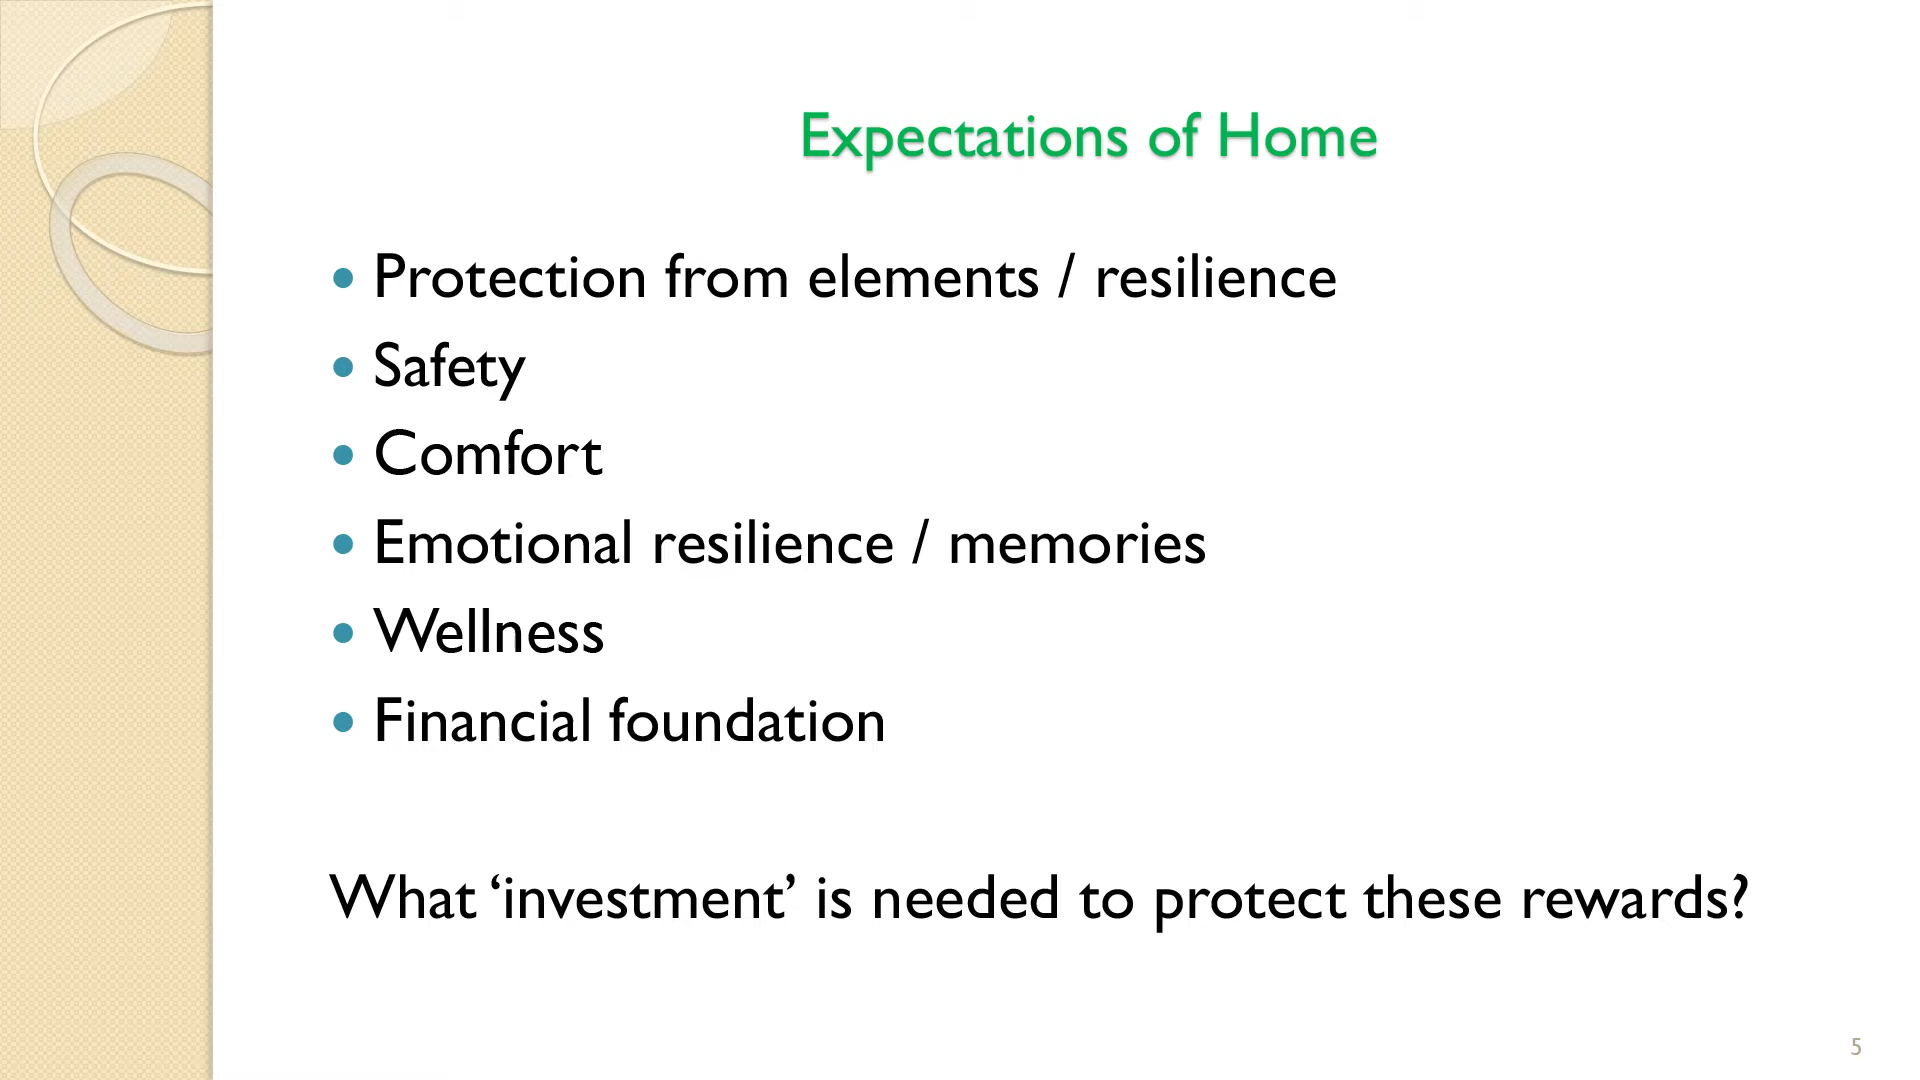 Expectations of Home
• Protection from elements / resilience
• Safety
• Comfort
• Emotional resilience / memories
• Wellness
• Financial foundation
What ‘investment’ is needed to protect these rewards?
5